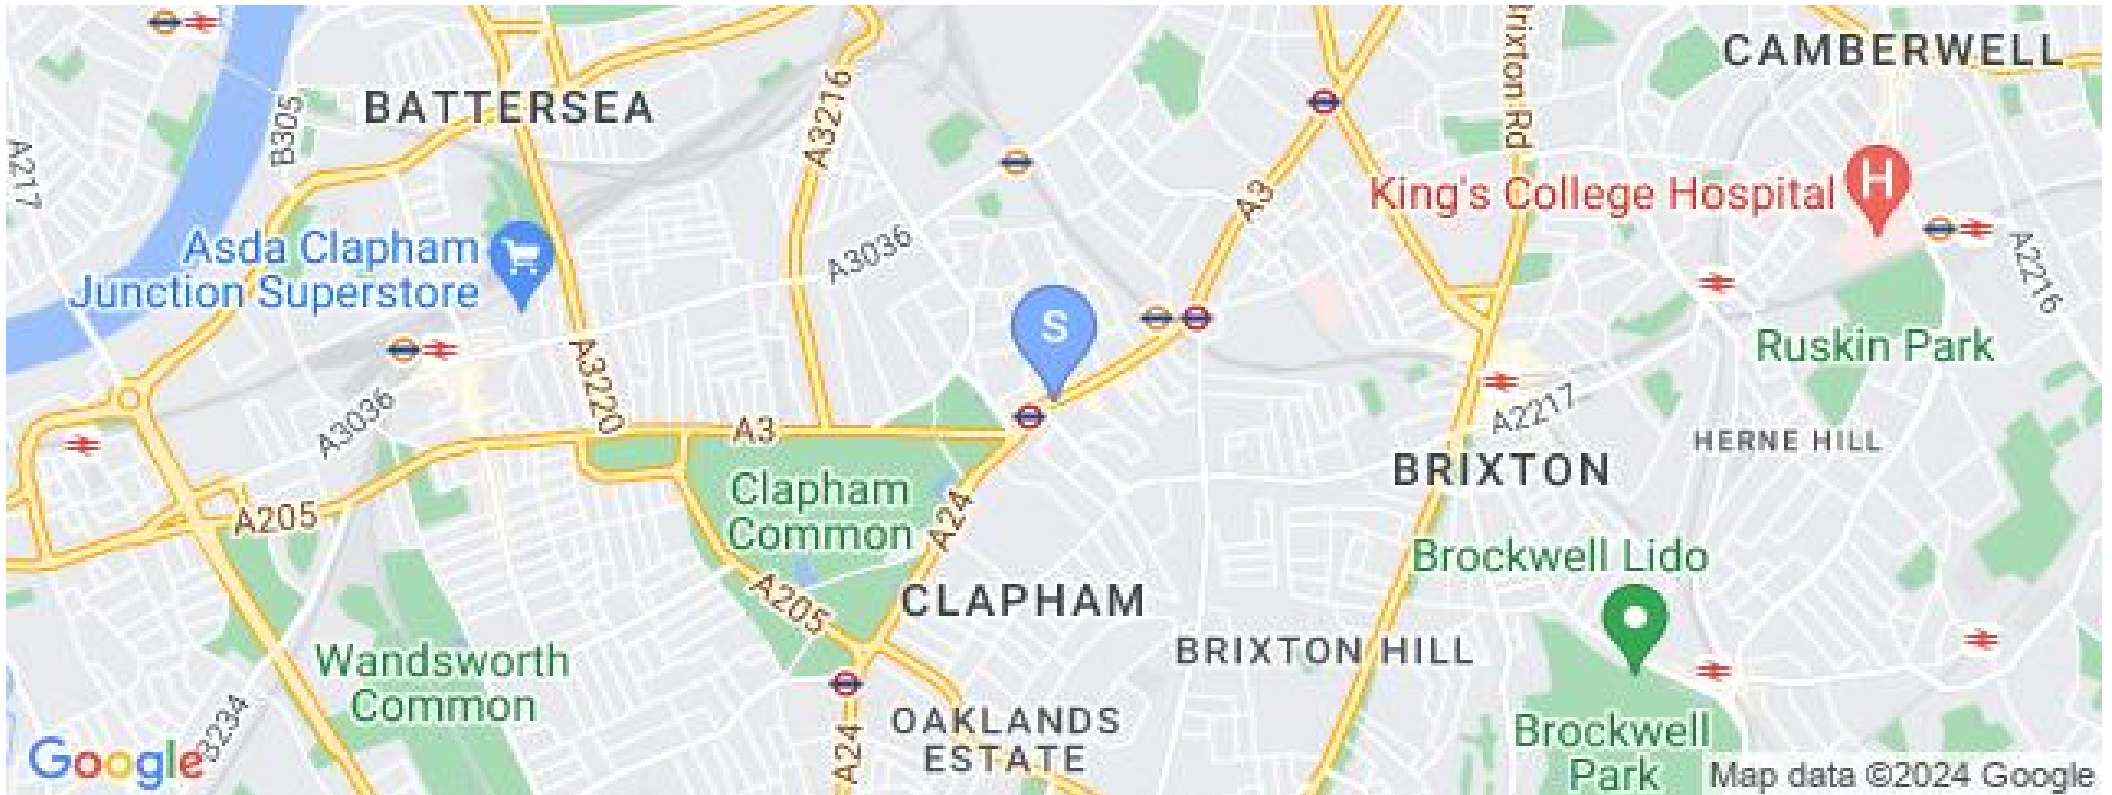 CAMBERWELL
BATTERSEA
B305
A3216
Brixton Rd
A217
King's College Hospital
H
A3
Asda Clapham
Junction Superstore
A3036
A2216
S
Ruskin Park
A3220
A3036
A2217
A3
HERNE HILL
BRIXTON
Clapham
Common
A205
A24
Brockwell Lido
A205
CLAPHAM
BRIXTON HILL
Wandsworth
Common
OAKLANDS
ESTATE
A24
B234
Brockwell
Park
Google
Map data ©2024 Google